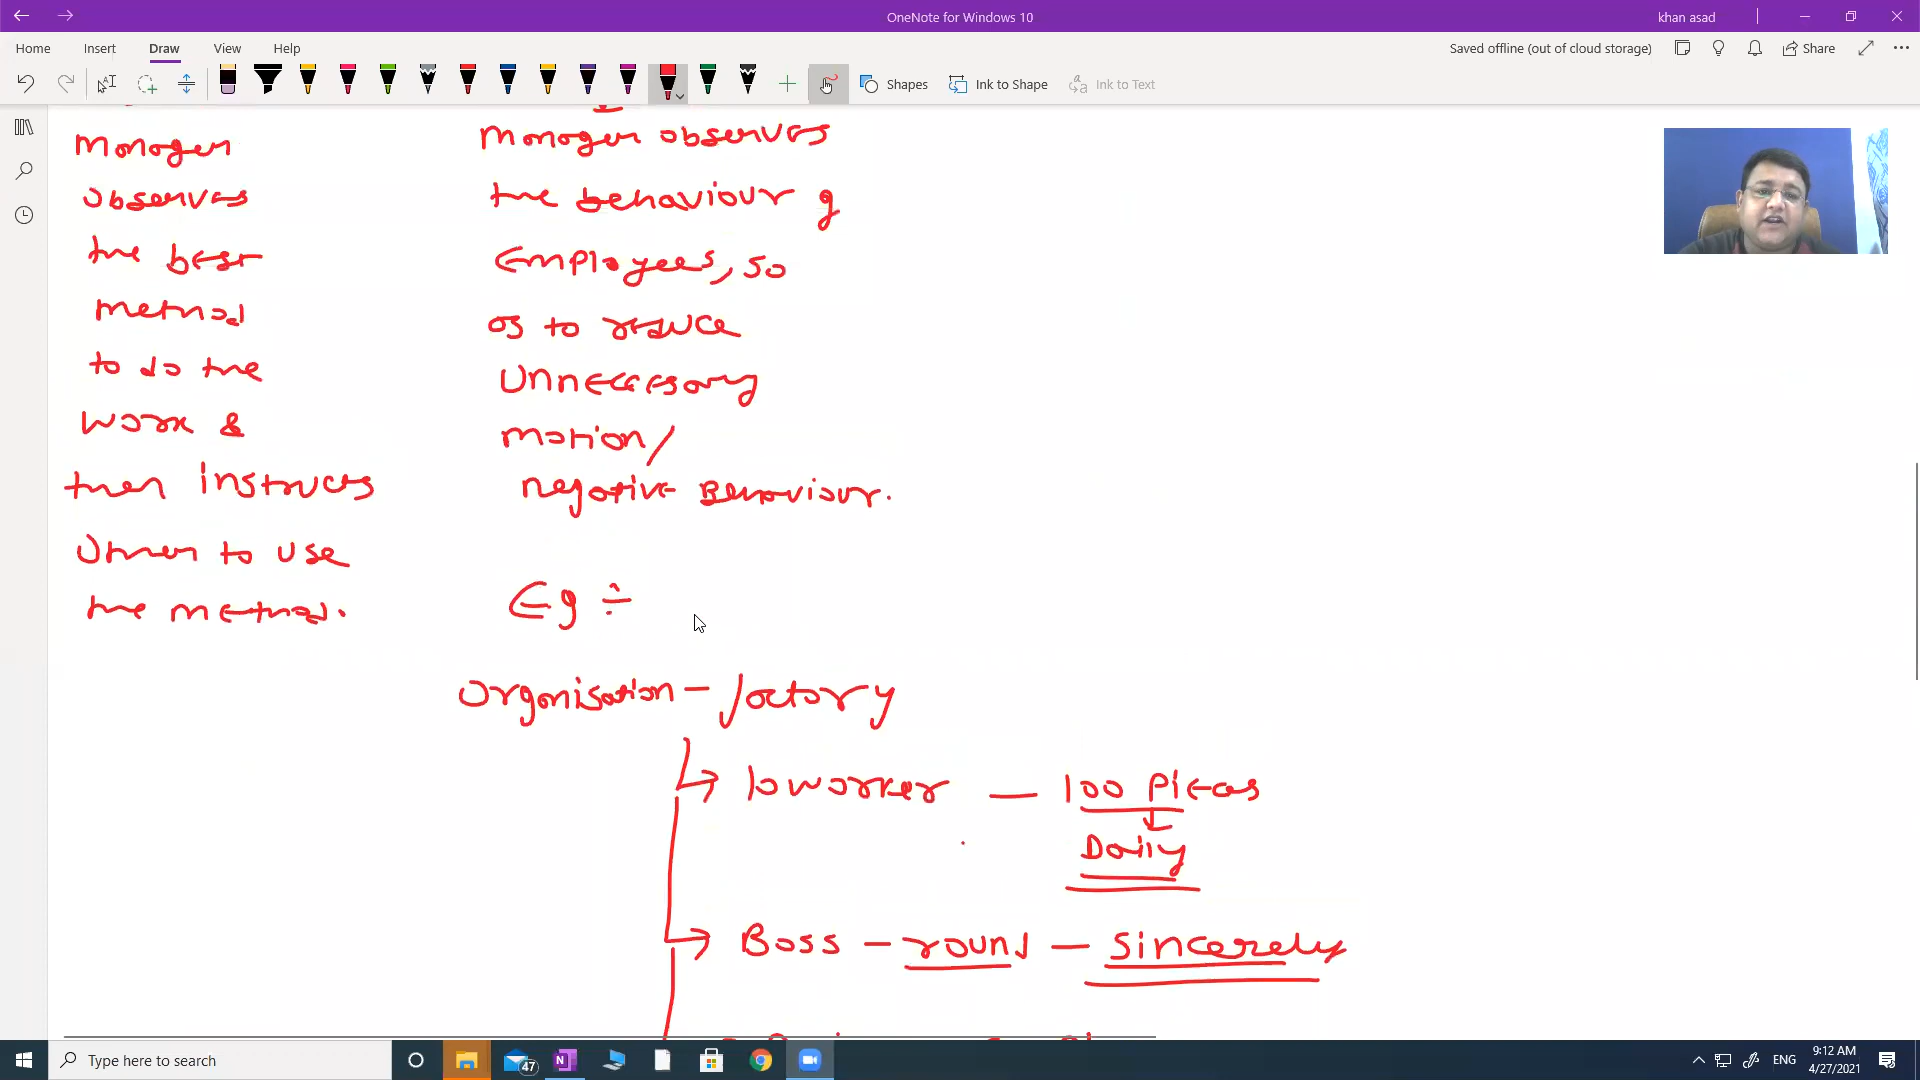 OneNote for Windows 10
khan asad
Home
Insert
Draw
View
Help
Saved offline (out of cloud storage)
Share
Shapes
Ink to Shape
Ink to Text
Manager
observes
the best
method
to do the
work &
then instructs
other to use
the method.
Manager observes
the behaviour of
Employees, so
as to reduce
Unneccessary
motion/
negative Behaviour.
Eg ÷
Organisation - factory
10 worker — 100 Pieces
Daily
Boss - round - sincerely
Type here to search
47
ENG
9:12 AM
4/27/2021